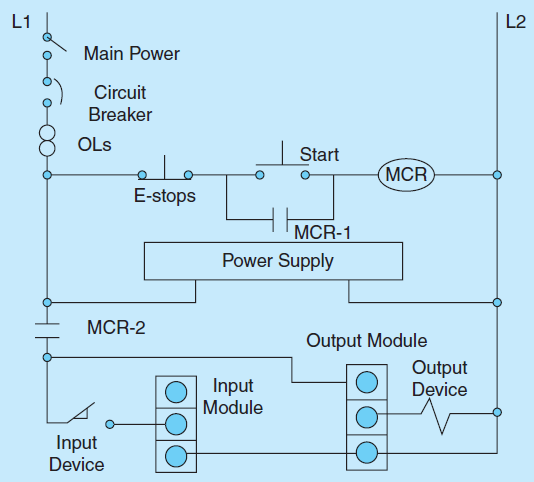 L1
L2
Main Power
Circuit
Breaker
OLs
Start
MCR
E-stops
MCR-1
Power Supply
MCR-2
Output Module
Output
Device
Input
Module
Input
Device